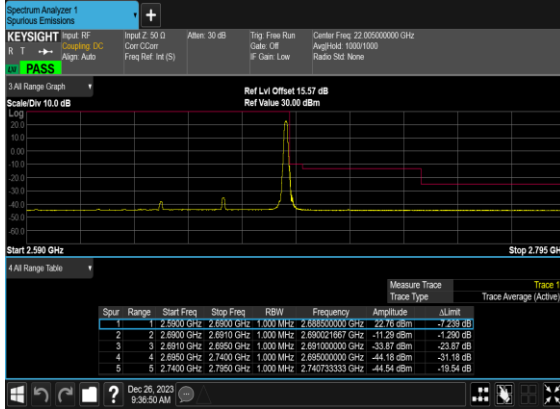 Spectrum Analyzer 1
Spurious Emissions
KEYSIGHT Input: RF Input Z: 50 Ω Atten: 30 dB Trig: Free Run Center Freq: 22.005000000 GHz
R T Coupling: DC Corr CCorr Gate: Off Avg|Hold: 1000/1000
Align: Auto Freq Ref: Int (S) IF Gain: Low Radio Std: None
PASS
3 All Range Graph
Ref Lvl Offset 15.57 dB
Scale/Div 10.0 dB Ref Value 30.00 dBm
Log
20.0
10.0
0.00
-10.0
-20.0
-30.0
-40.0
-50.0
-60.0
Start 2.590 GHz Stop 2.795 GH
4 All Range Table
Measure Trace Trace 1
Trace Type Trace Average (Active)
Spur Range Start Freq Stop Freq RBW Frequency Amplitude ΔLimit
1 1 2.5900 GHz 2.6900 GHz 1.000 MHz 2.688500000 GHz 22.76 dBm -7.239 dB
2 2 2.6900 GHz 2.6910 GHz 1.000 MHz 2.690021667 GHz -11.29 dBm -1.290 dB
3 3 2.6910 GHz 2.6950 GHz 1.000 MHz 2.691000000 GHz -33.87 dBm -23.87 dB
4 4 2.6950 GHz 2.7400 GHz 1.000 MHz 2.695000000 GHz -44.18 dBm -31.18 dB
5 5 2.7400 GHz 2.7950 GHz 1.000 MHz 2.740733333 GHz -44.54 dBm -19.54 dB
? Dec 26, 2023
9:36:50 AM